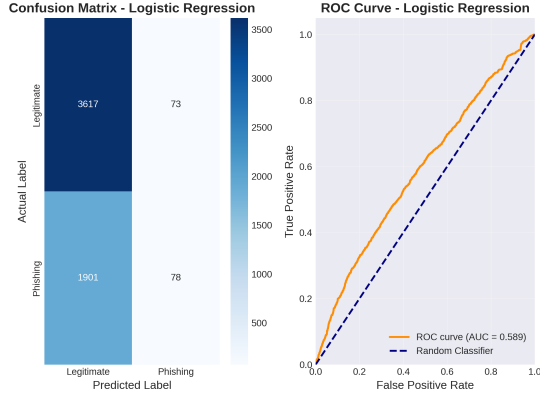 Confusion Matrix - Logistic Regression
Actual Label
Legitimate
Phishing
3617
73
1901
78
Legitimate
Phishing
Predicted Label
3500
3000
2500
2000
1500
1000
500
ROC Curve - Logistic Regression
True Positive Rate
1.0
0.8
0.6
0.4
0.2
0.0
0.0
0.2
0.4
0.6
0.8
1.0
False Positive Rate
ROC curve (AUC = 0.589)
Random Classifier